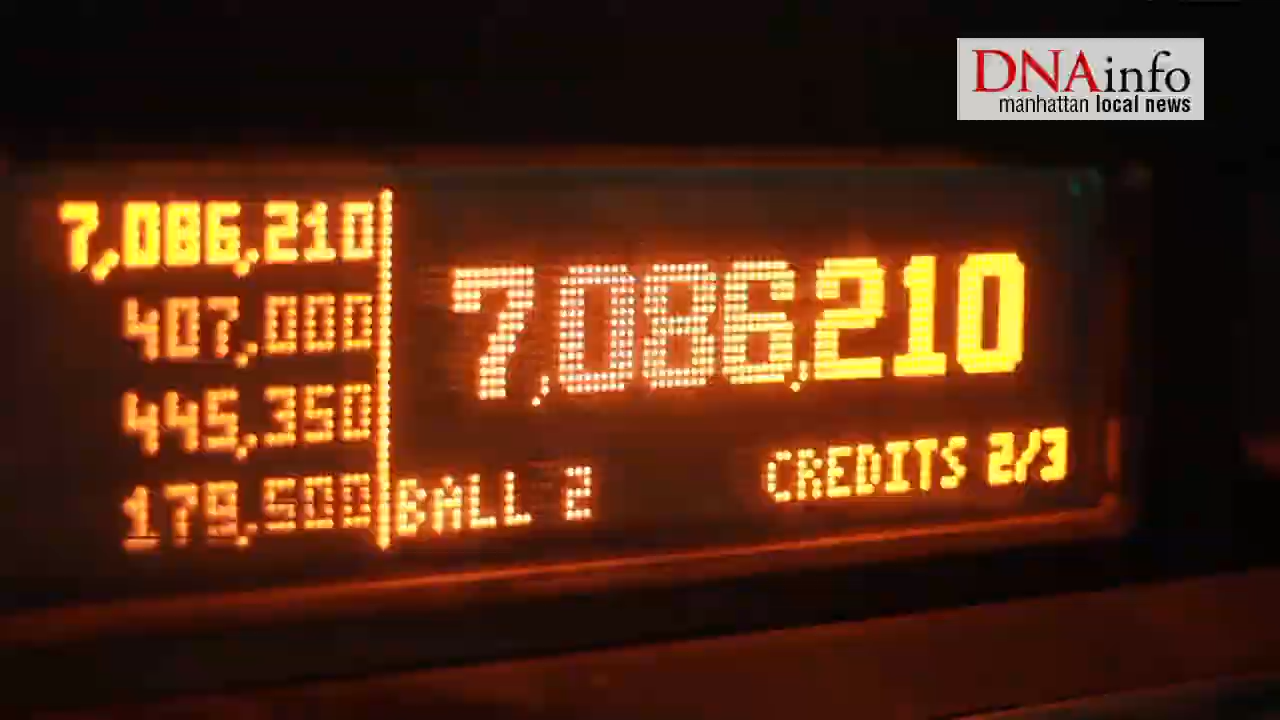 DNAinfo
manhattan local news
7,086,210
407,000
445,350
179,500
7,086,210
BALL 2
CREDITS 2/3